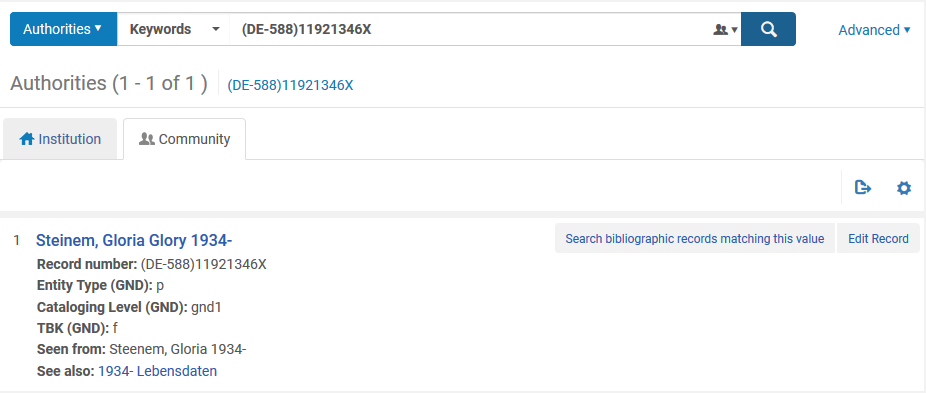 Authorities Keywords (DE-588)11921346X Advanced
Authorities (1 - 1 of 1 ) (DE-588)11921346X
Institution Community
1 Steinem, Gloria Glory 1934- Search bibliographic records matching this value Edit Record
Record number: (DE-588)11921346X
Entity Type (GND): p
Cataloging Level (GND): gnd1
TBK (GND): f
Seen from: Steenem, Gloria 1934-
See also: 1934- Lebensdaten